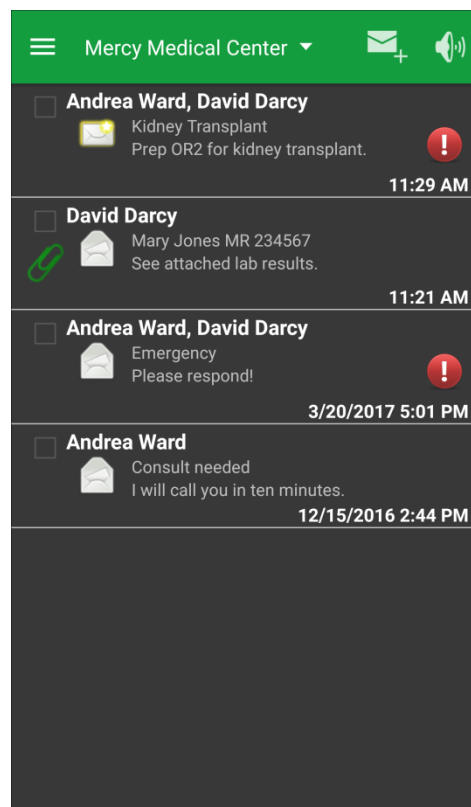 Mercy Medical Center
Andrea Ward, David Darcy
Kidney Transplant
Prep OR2 for kidney transplant.
11:29 AM
David Darcy
Mary Jones MR 234567
See attached lab results.
11:21 AM
Andrea Ward, David Darcy
Emergency
Please respond!
3/20/2017 5:01 PM
Andrea Ward
Consult needed
I will call you in ten minutes.
12/15/2016 2:44 PM